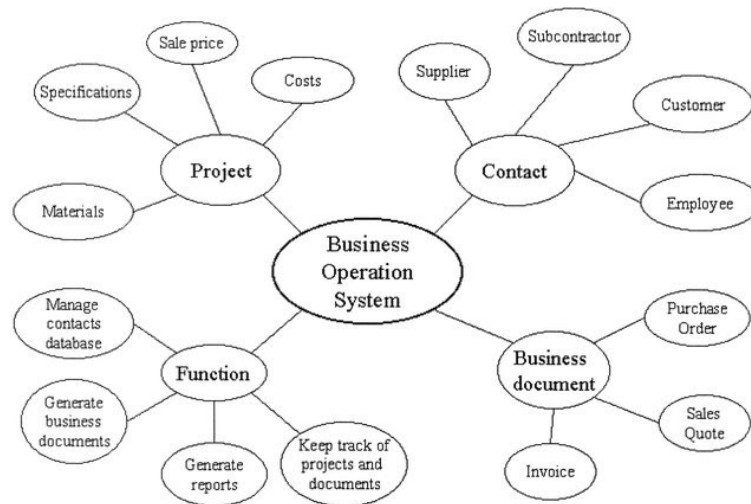 Sale price
Specifications
Costs
Project
Materials
Supplier
Subcontractor
Customer
Contact
Employee
Business
Operation
System
Manage
contacts
database
Function
Generate
business
documents
Generate
reports
Keep track of
projects and
documents
Purchase
Order
Business
document
Sales
Quote
Invoice